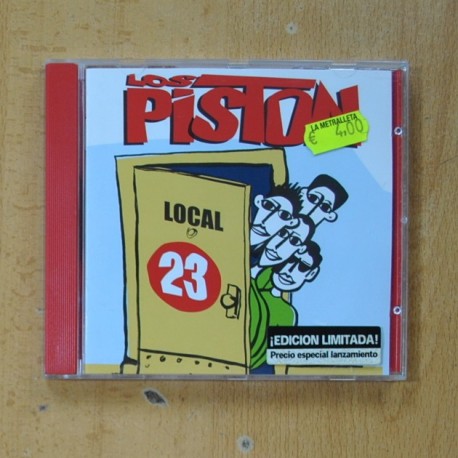 LOS
PISTON
LA METRALLETA
€ 4,00
LOCAL
23
¡EDICION LIMITADA!
Precio especial lanzamiento